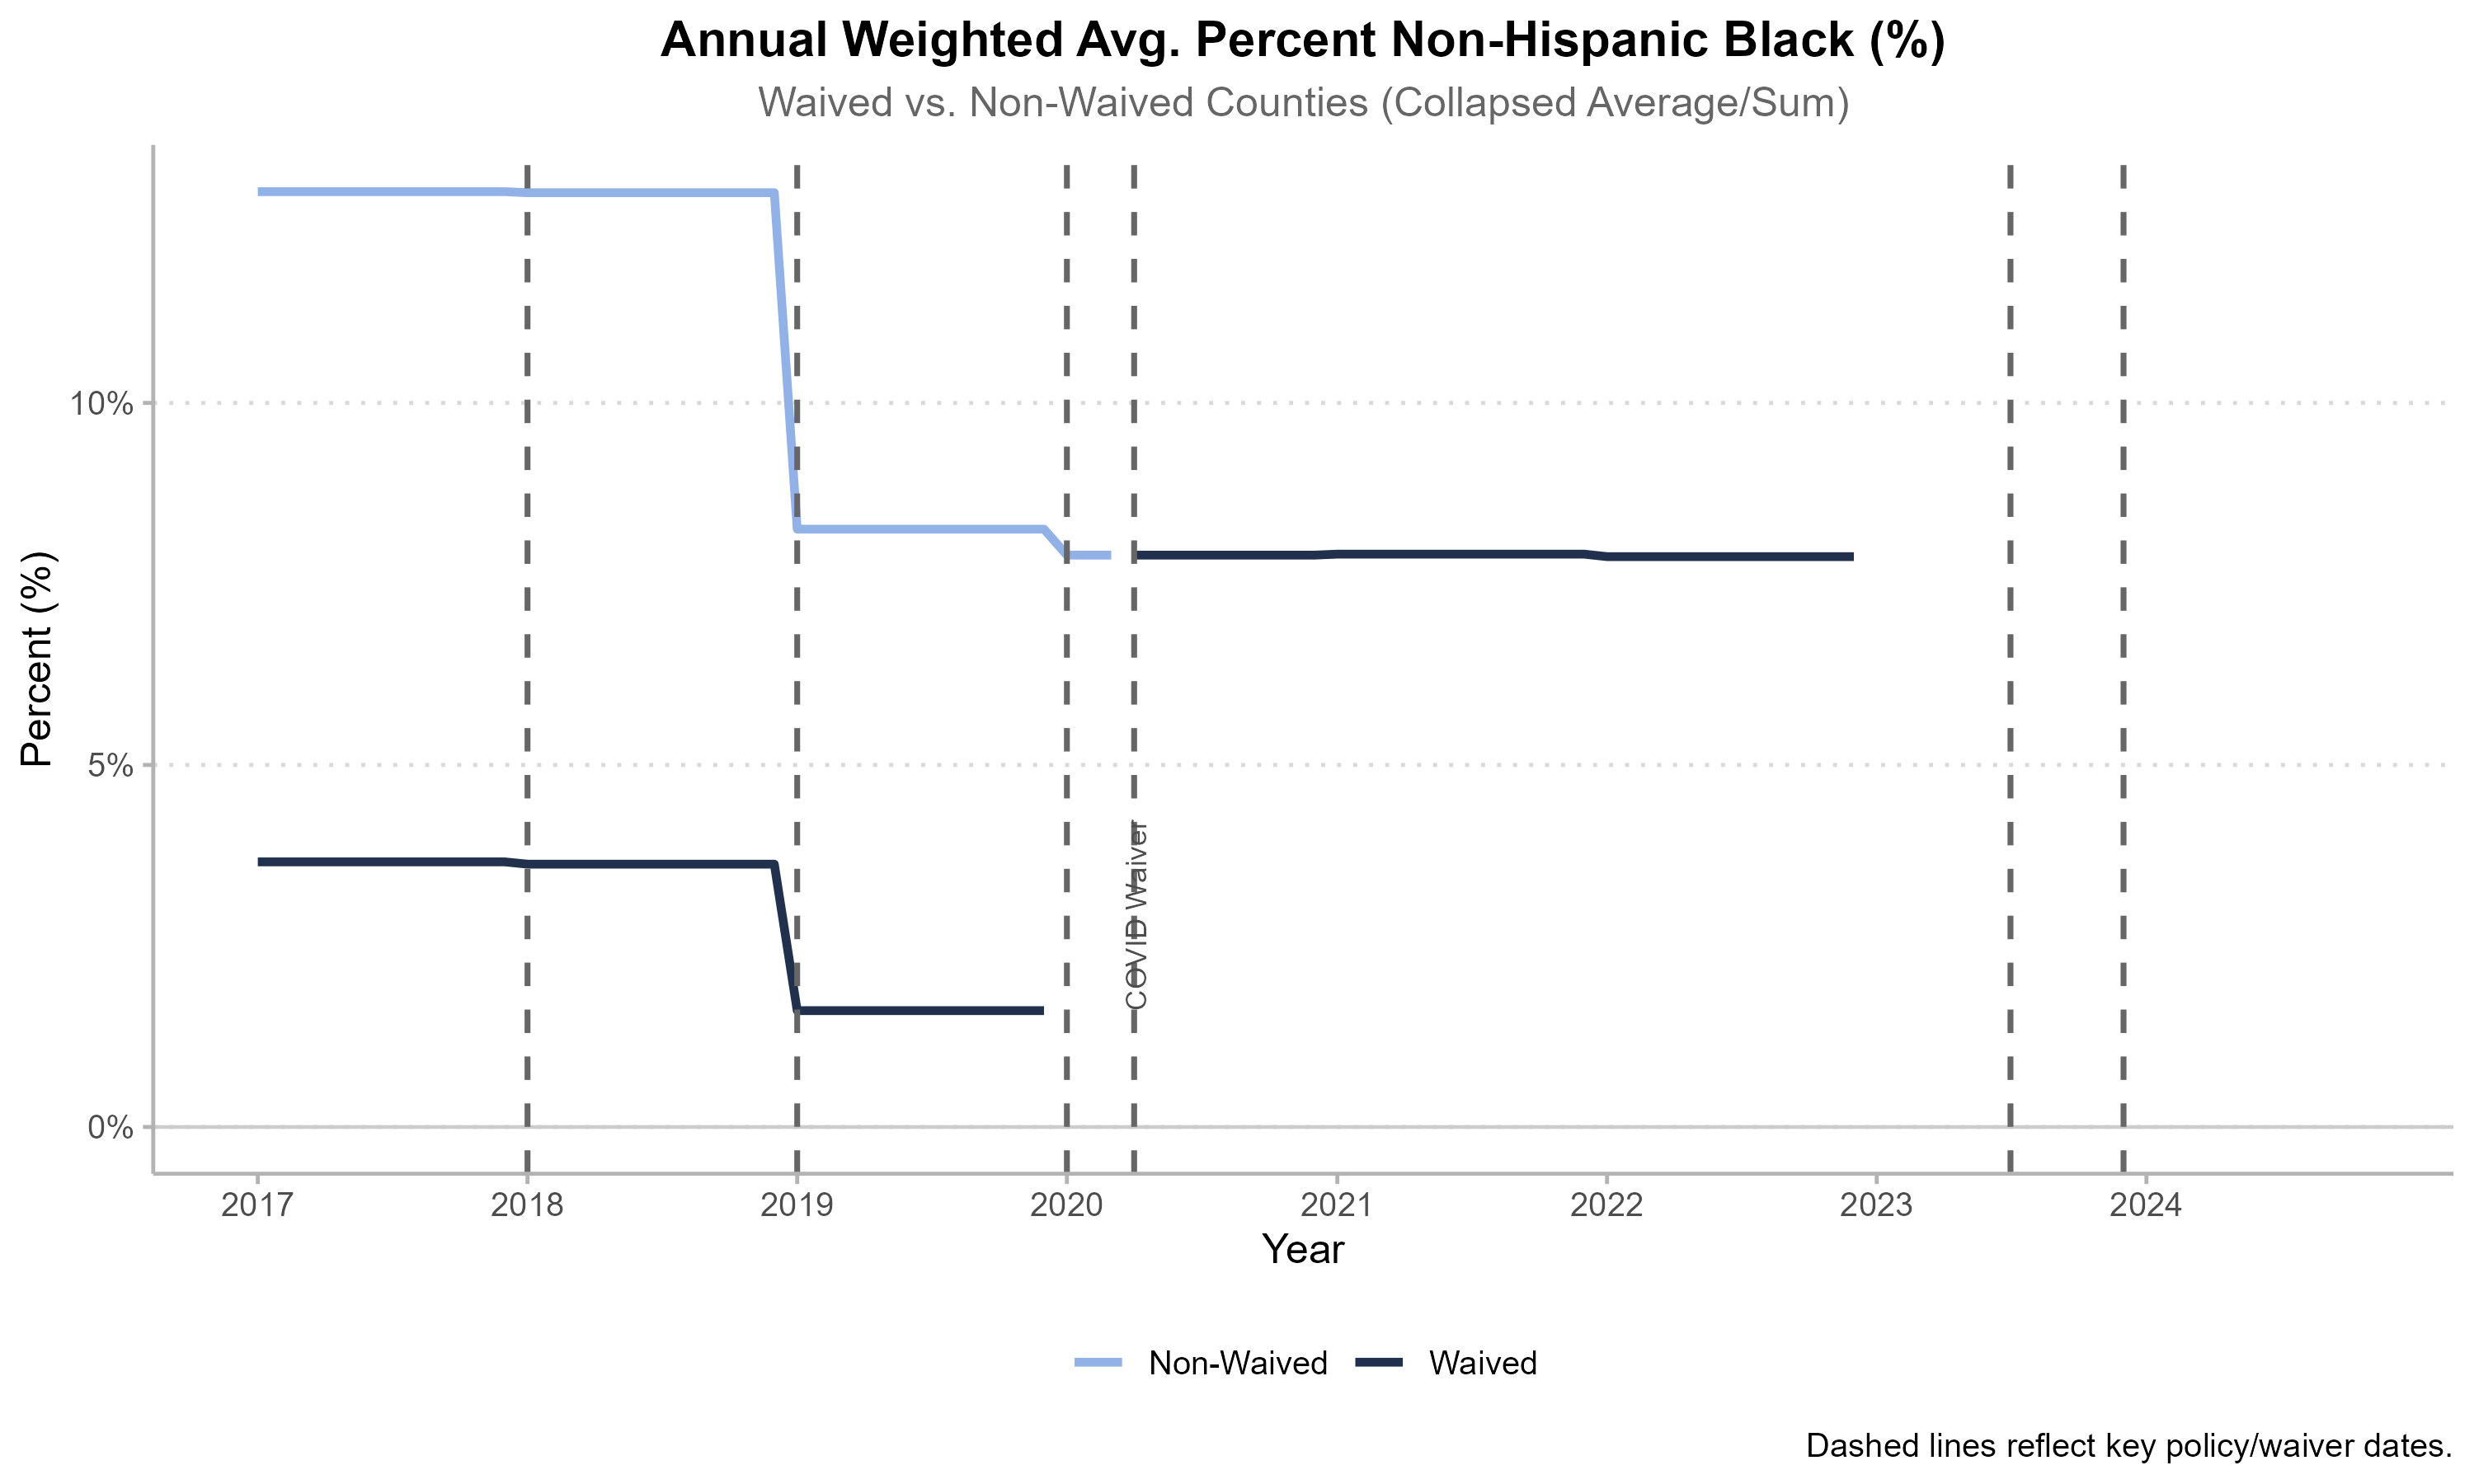 Annual Weighted Avg. Percent Non-Hispanic Black (%)
Waived vs. Non-Waived Counties (Collapsed Average/Sum)
Percent (%)
10%
5%
0%
COVID Waiver
2017 2018 2019 2020 2021 2022 2023 2024
Year
Non-Waived Waived
Dashed lines reflect key policy/waiver dates.